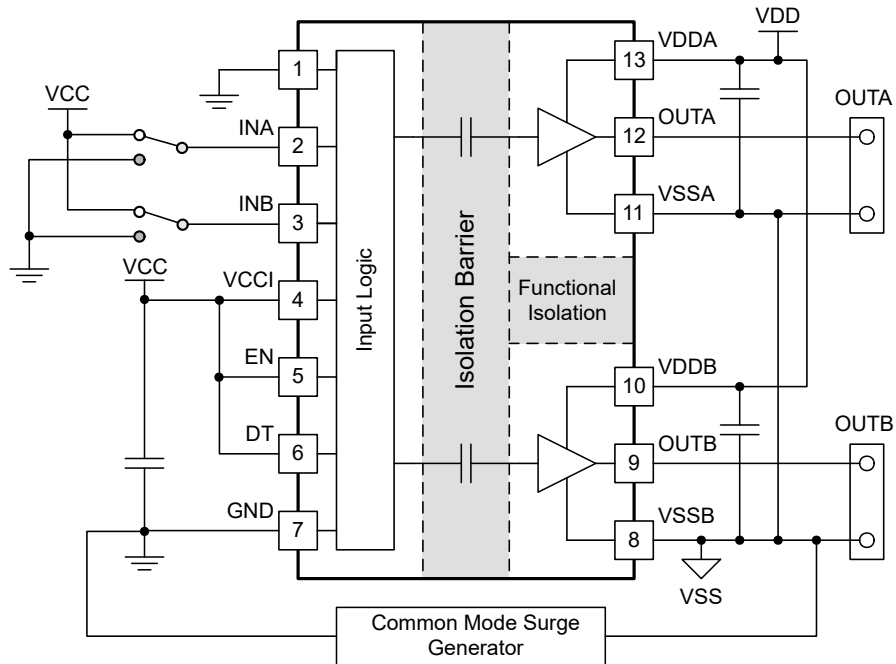 VDD
VDDA
1
13
VCC
OUTA
INA
OUTA
2
12
INB
VSSA
3
11
Input Logic
Isolation Barrier
Functional
Isolation
VCC
VCCI
4
EN
5
VDDB
10
OUTB
OUTB
DT
6
9
GND
VSSB
7
8
VSS
Common Mode Surge
Generator